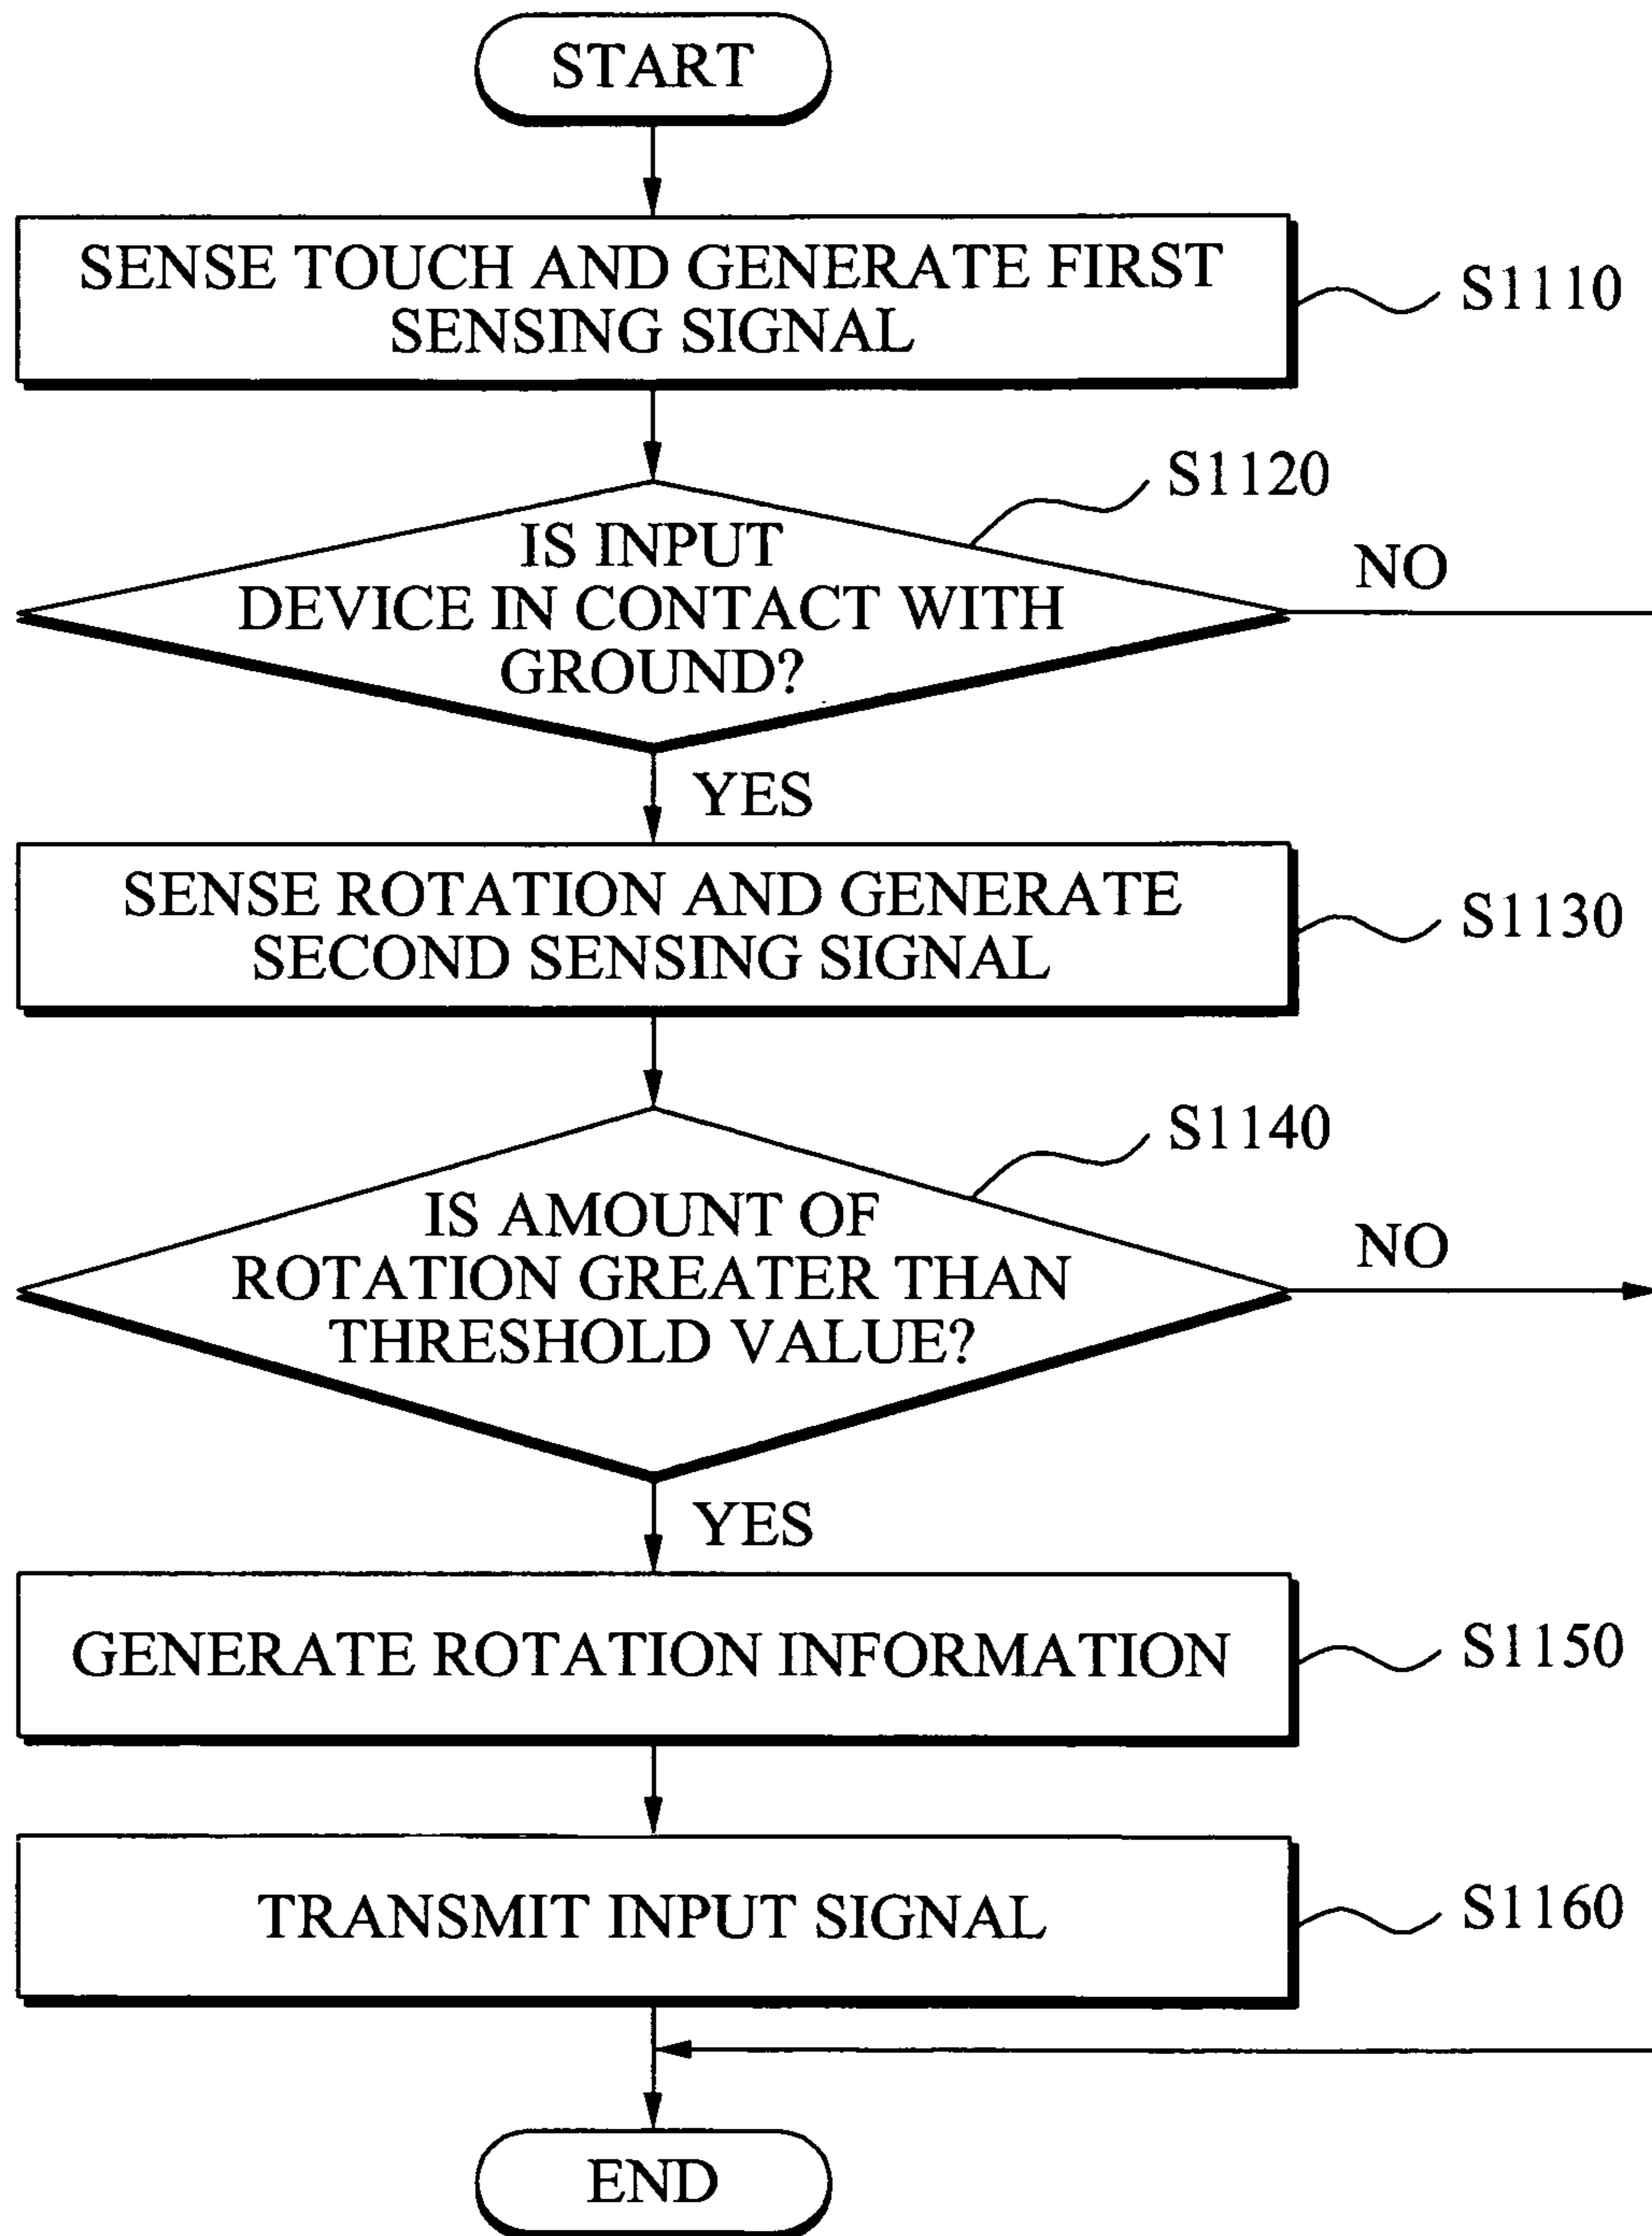 START
SENSE TOUCH AND GENERATE FIRST
SENSING SIGNAL
S1110
S1120
IS INPUT
DEVICE IN CONTACT WITH
GROUND?
NO
YES
SENSE ROTATION AND GENERATE
SECOND SENSING SIGNAL
S1130
S1140
IS AMOUNT OF
ROTATION GREATER THAN
THRESHOLD VALUE?
NO
YES
GENERATE ROTATION INFORMATION
S1150
TRANSMIT INPUT SIGNAL
S1160
END